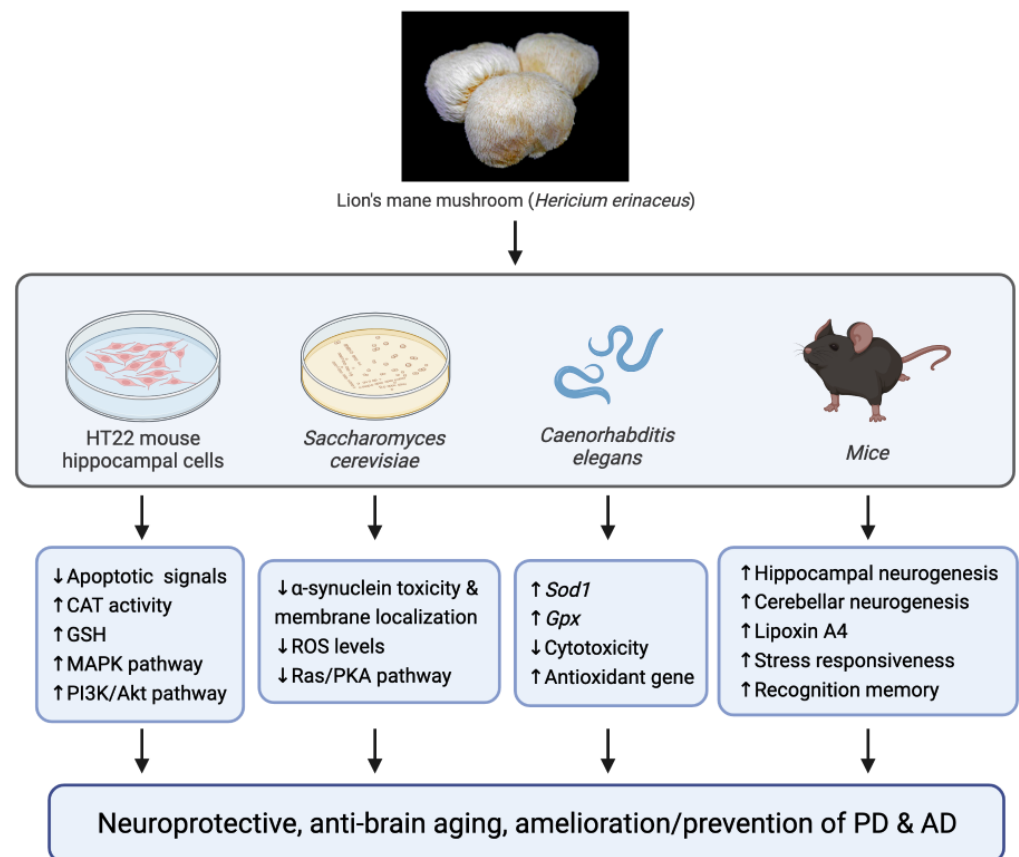 Lion's mane mushroom (Hericium erinaceus)
HT22 mouse
hippocampal cells
Saccharomyces
cerevisiae
Caenorhabditis
elegans
Mice
↓Apoptotic signals
↑CAT activity
↑GSH
↑MAPK pathway
↑PI3K/Akt pathway
↓α-synuclein toxicity &
membrane localization
↓ROS levels
↓Ras/PKA pathway
↑Sod1
↑Gpx
↓Cytotoxicity
↑Antioxidant gene
↑Hippocampal neurogenesis
↑Cerebellar neurogenesis
↑Lipoxin A4
↑Stress responsiveness
↑Recognition memory
Neuroprotective, anti-brain aging, amelioration/prevention of PD & AD